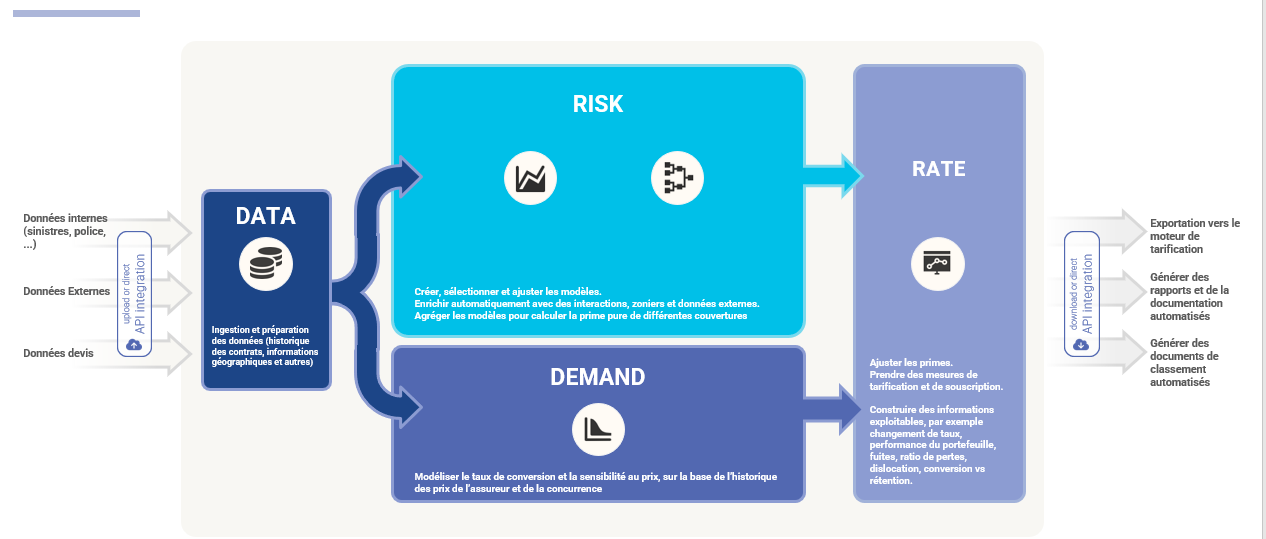 Données internes
(sinistres, police,
...)
Données Externes
Données devis
upload or direct
API integration
DATA
Ingestion et préparation
des données (historique
des contrats, informations
géographiques et autres)
RISK
Créer, sélectionner et ajuster les modèles.
Enrichir automatiquement avec des interactions, zoniers et données externes.
Agréger les modèles pour calculer la prime pure de différentes couvertures
DEMAND
Modéliser le taux de conversion et la sensibilité au prix, sur la base de l'historique
des prix de l'assureur et de la concurrence
RATE
Ajuster les primes.
Prendre des mesures de
tarification et de souscription.
Construire des informations
exploitables, par exemple
changement de taux,
performance du portefeuille,
fuites, ratio de pertes,
dislocation, conversion vs
rétention.
download or direct
API integration
Exportation vers le
moteur de
tarification
Générer des
rapports et de la
documentation
automatisés
Générer des
documents de
classement
automatisés